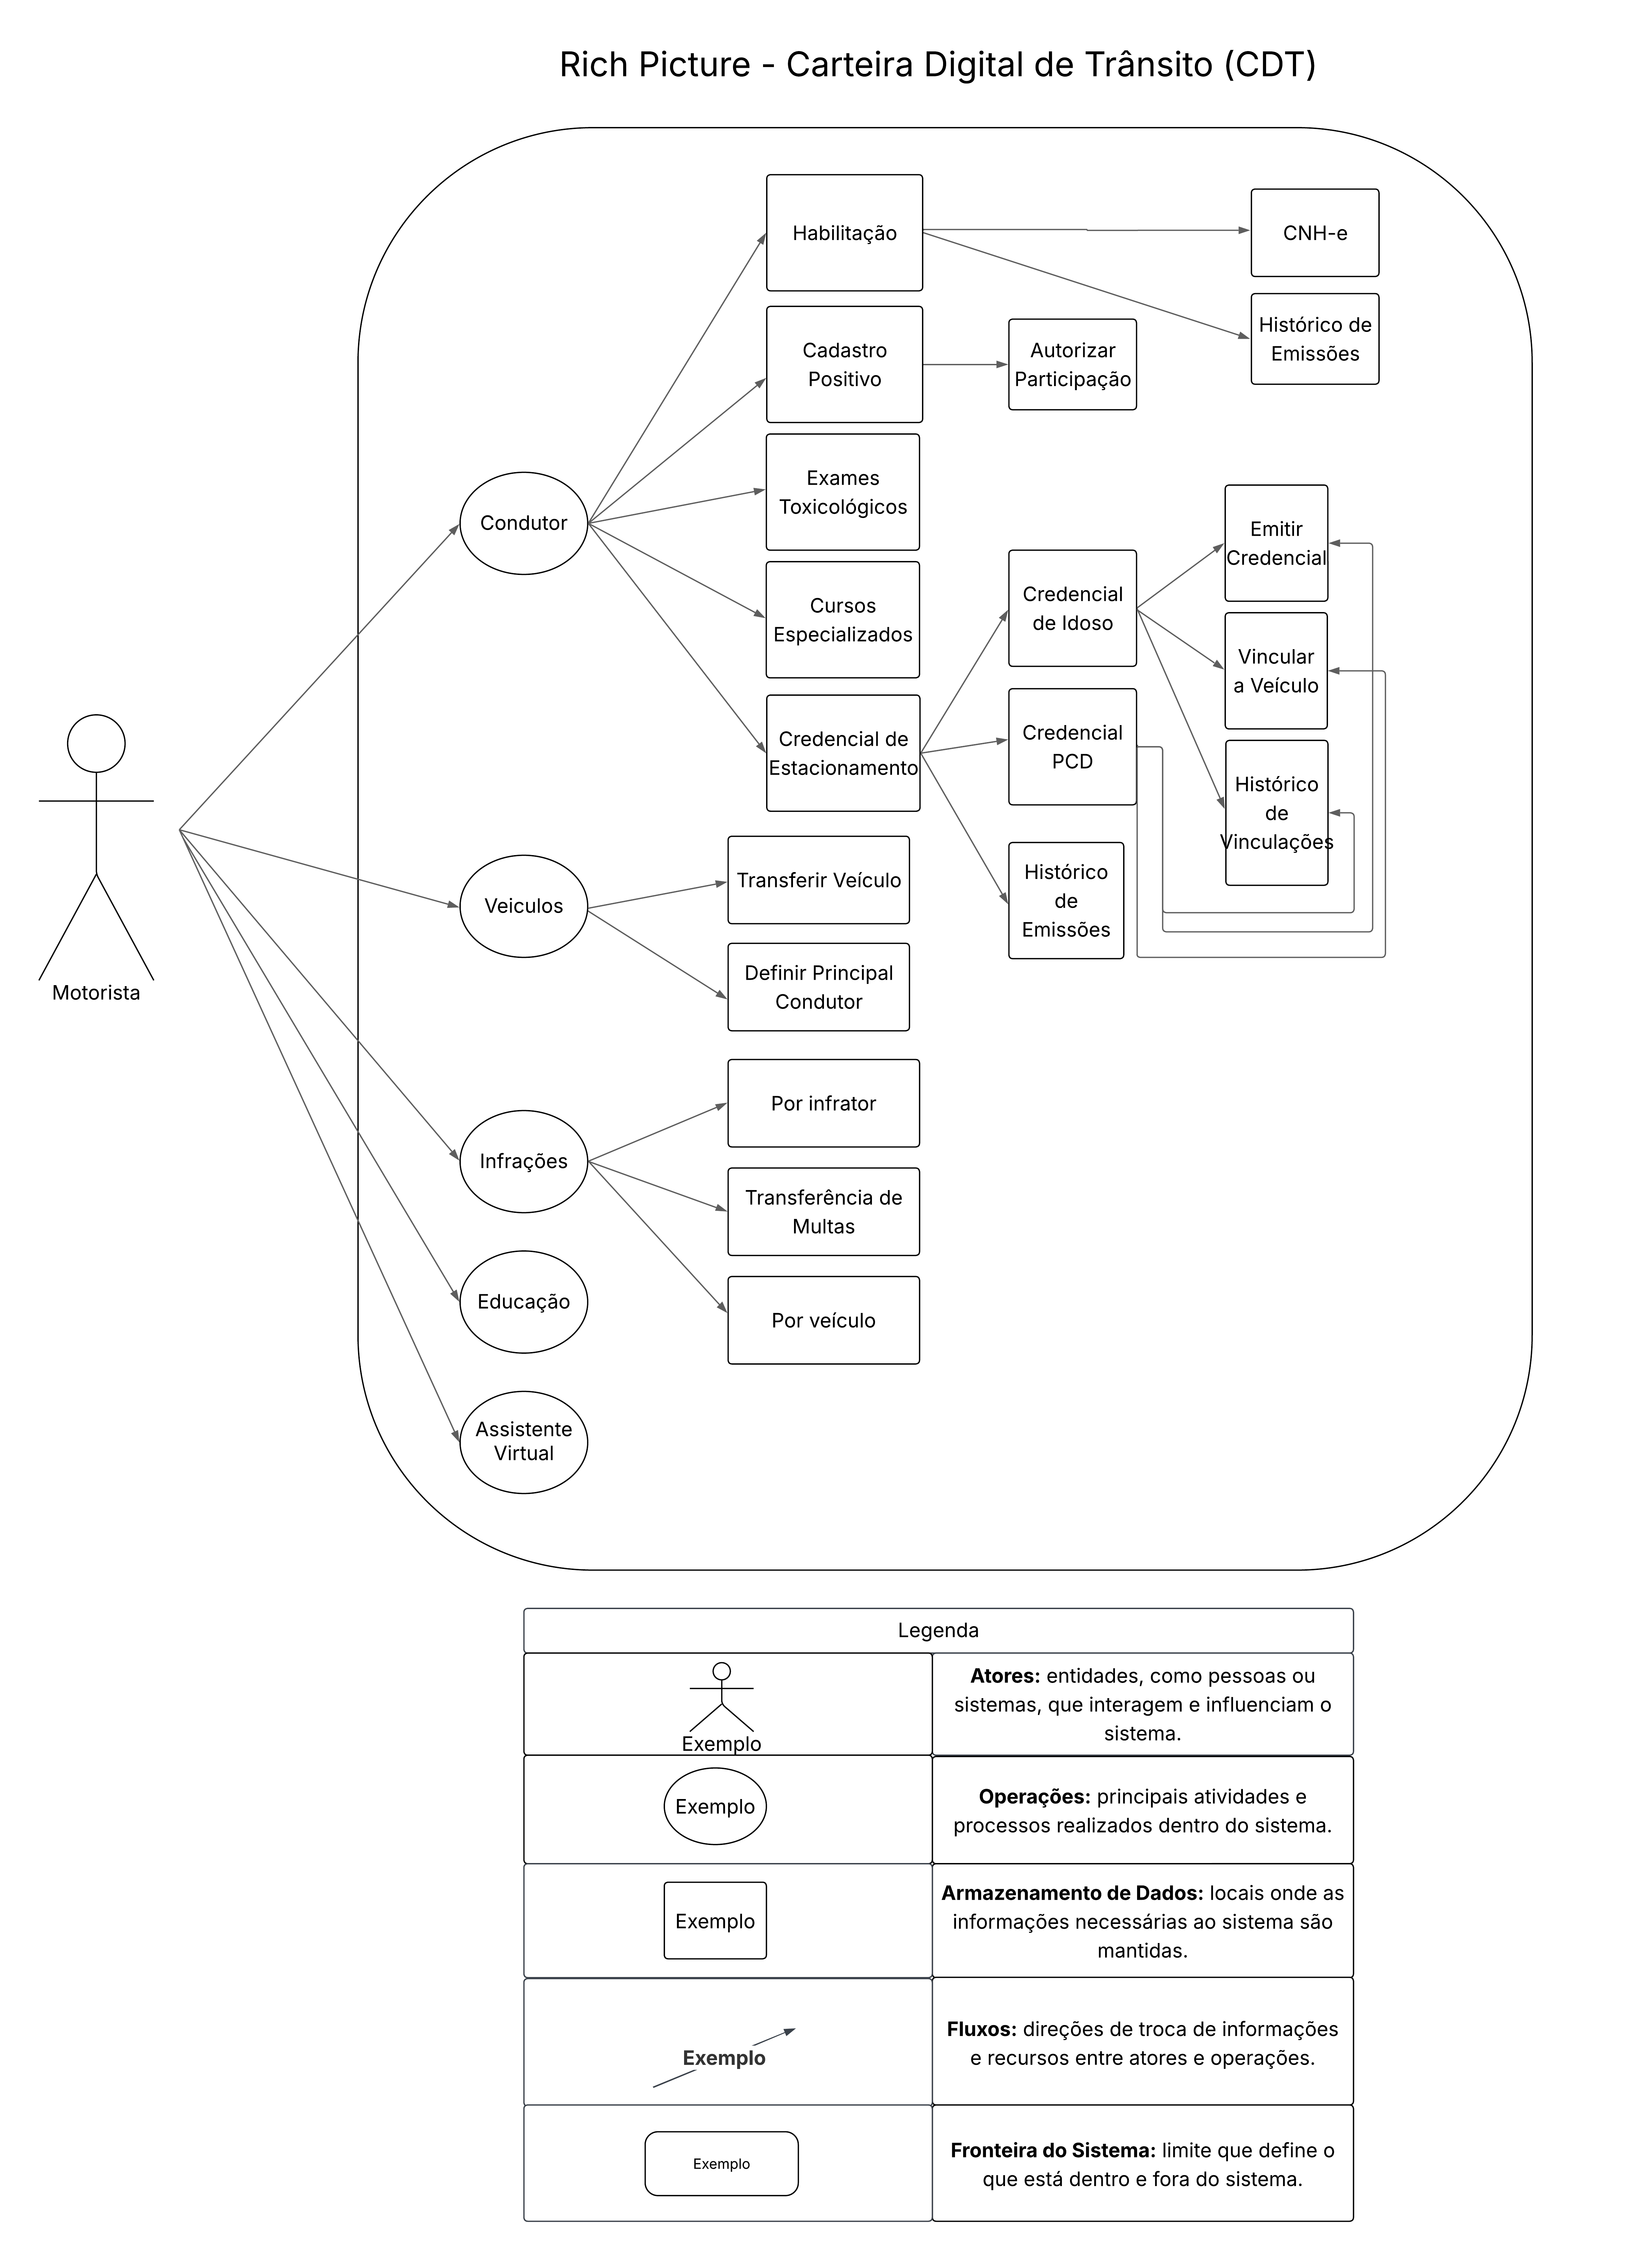 Rich Picture - Carteira Digital de Trânsito (CDT)
Habilitação
CNH-e
Histórico de
Emissões
Cadastro
Positivo
Autorizar
Participação
Exames
Toxicológicos
Condutor
Emitir
Credencial
Cursos
Especializados
Credencial
de Idoso
Vincular
a Veículo
Credencial de
Estacionamento
Credencial
PCD
Histórico
de
Vinculações
Histórico
de
Emissões
Motorista
Veiculos
Transferir Veículo
Definir Principal
Condutor
Infrações
Por infrator
Transferência de
Multas
Por veículo
Educação
Assistente
Virtual
Legenda
Exemplo
Atores: entidades, como pessoas ou
sistemas, que interagem e influenciam o
sistema.
Exemplo
Operações: principais atividades e
processos realizados dentro do sistema.
Exemplo
Armazenamento de Dados: locais onde as
informações necessárias ao sistema são
mantidas.
Exemplo
Fluxos: direções de troca de informações
e recursos entre atores e operações.
Exemplo
Fronteira do Sistema: limite que define o
que está dentro e fora do sistema.